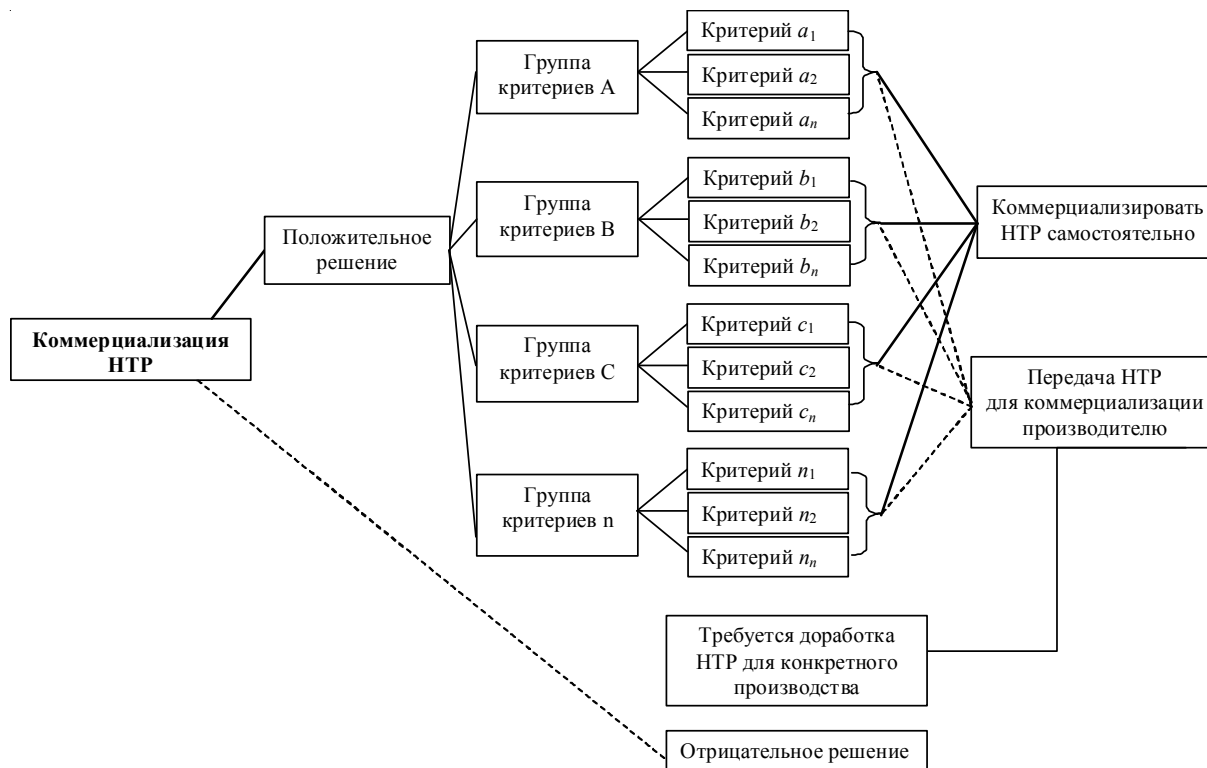 Коммерциализация
НТР
Положительное
решение
Группа
критериев А
Группа
критериев В
Группа
критериев С
Группа
критериев n
Критерий a1
Критерий a2
Критерий an
Критерий b1
Критерий b2
Критерий bn
Критерий c1
Критерий c2
Критерий cn
Критерий n1
Критерий n2
Критерий nn
Коммерциализировать
НТР самостоятельно
Передача НТР
для коммерциализации
производителю
Требуется доработка
НТР для конкретного
производства
Отрицательное решение